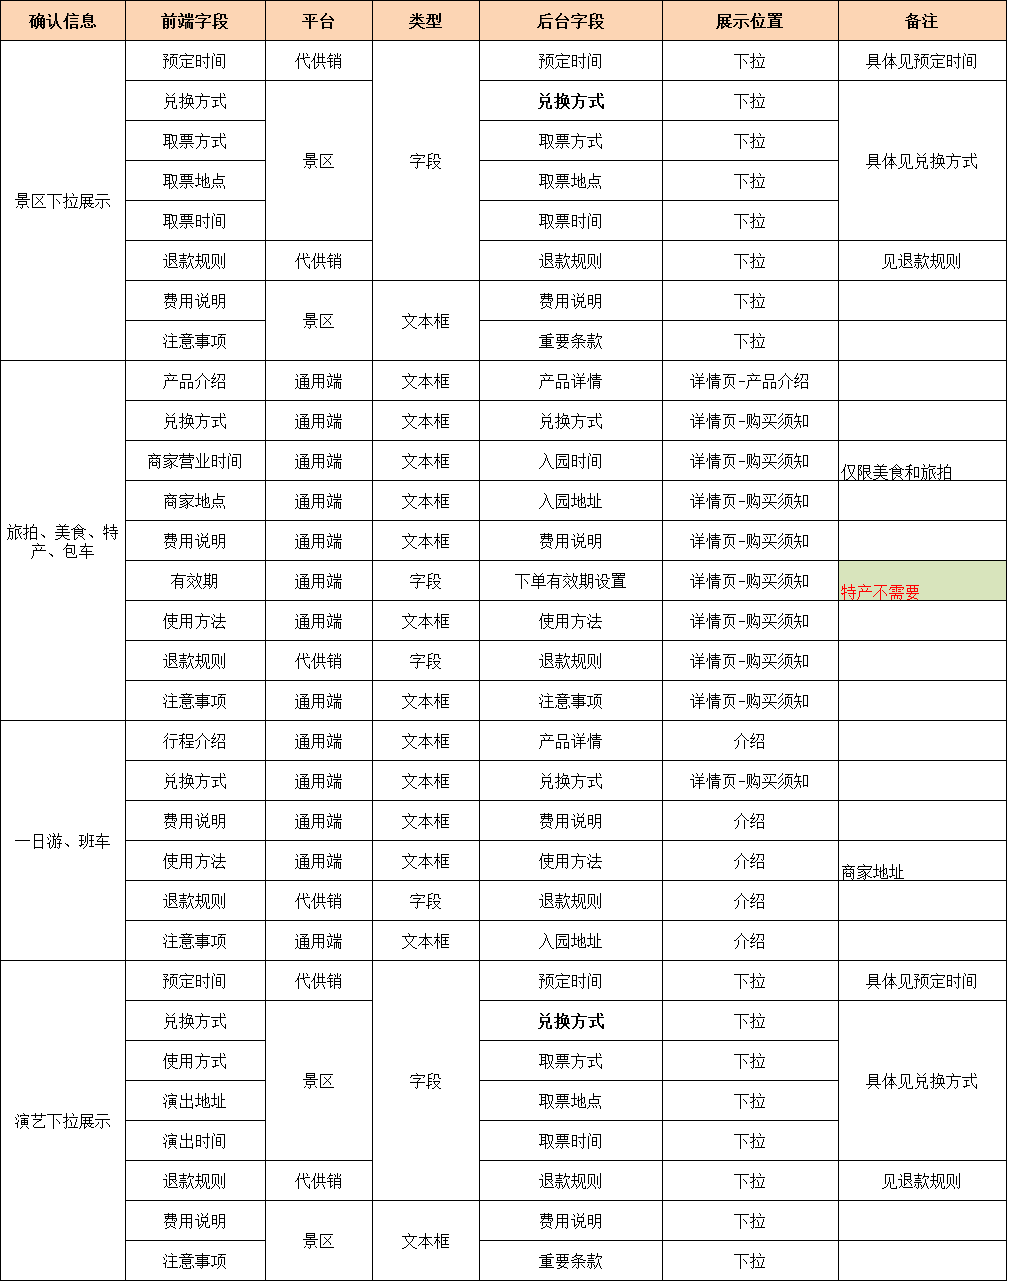 确认信息 前端字段 平台 类型 后台字段 展示位置 备注
预定时间 代供销 预定时间 下拉 具体见预定时间
兑换方式 兑换方式 下拉
取票方式 取票方式 下拉
景区 字段 具体见兑换方式
取票地点 取票地点 下拉
景区下拉展示
取票时间 取票时间 下拉
退款规则 代供销 退款规则 下拉 见退款规则
费用说明 费用说明 下拉
景区 文本框
注意事项 重要条款 下拉
产品介绍 通用端 文本框 产品详情 详情页-产品介绍
兑换方式 通用端 文本框 兑换方式 详情页-购买须知
商家营业时间 通用端 文本框 入园时间 详情页-购买须知 仅限美食和旅拍
商家地点 通用端 文本框 入园地址 详情页-购买须知
旅拍、美食、特
产、包车
费用说明 通用端 文本框 费用说明 详情页-购买须知
有效期 通用端 字段 下单有效期设置 详情页-购买须知 特产不需要
使用方法 通用端 文本框 使用方法 详情页-购买须知
退款规则 代供销 字段 退款规则 详情页-购买须知
注意事项 通用端 文本框 注意事项 详情页-购买须知
行程介绍 通用端 文本框 产品详情 介绍
兑换方式 通用端 文本框 兑换方式 详情页-购买须知
费用说明 通用端 文本框 费用说明 介绍
一日游、班车
使用方法 通用端 文本框 使用方法 介绍 商家地址
退款规则 代供销 字段 退款规则 介绍
注意事项 通用端 文本框 入园地址 介绍
预定时间 代供销 预定时间 下拉 具体见预定时间
兑换方式 兑换方式 下拉
使用方式 取票方式 下拉
景区 字段 具体见兑换方式
演出地址 取票地点 下拉
演艺下拉展示
演出时间 取票时间 下拉
退款规则 代供销 退款规则 下拉 见退款规则
费用说明 费用说明 下拉
景区 文本框
注意事项 重要条款 下拉